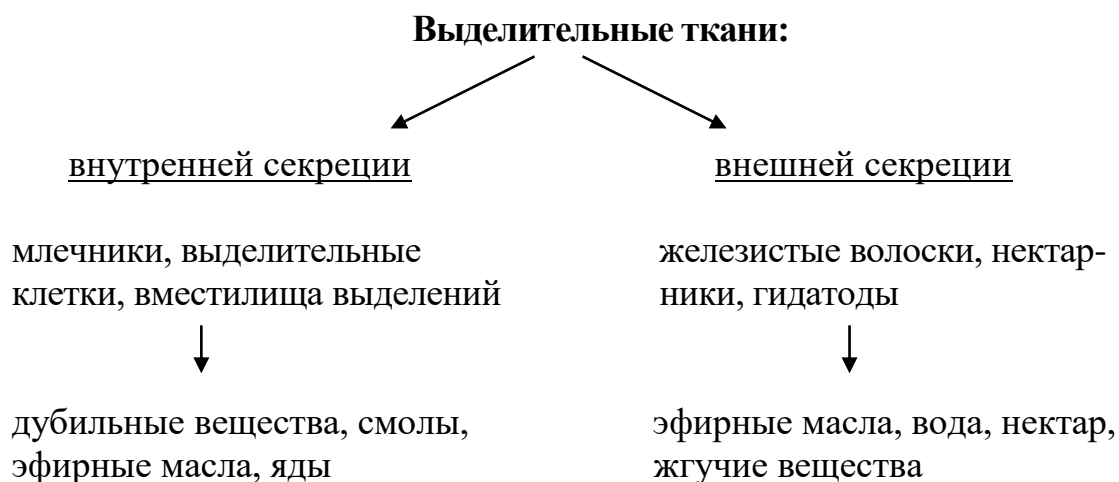 Выделительные ткани:
внутренней секреции
внешней секреции
млечники, выделительные
клетки, вместилища выделений
железистые волоски, нектар-
ники, гидатоды
дубильные вещества, смолы,
эфирные масла, яды
эфирные масла, вода, нектар,
жгучие вещества